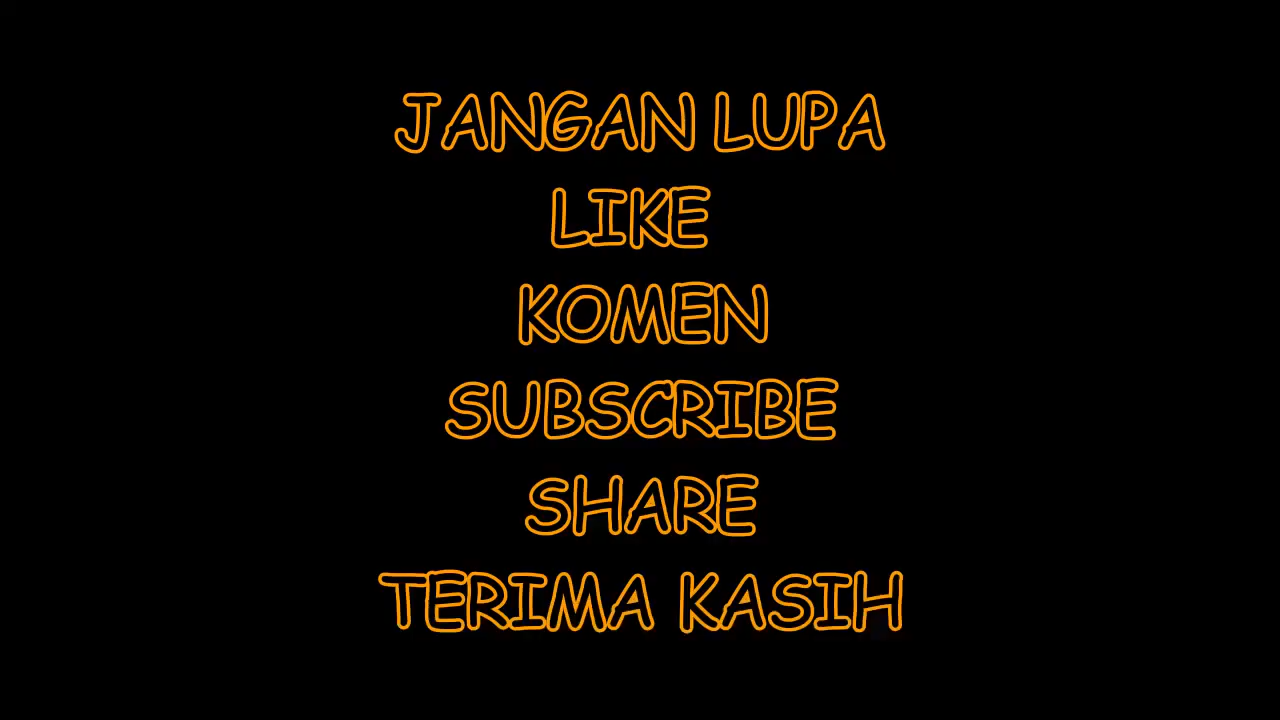 JANGAN LUPA
LIKE
KOMEN
SUBSCRIBE
SHARE
TERIMA KASIH